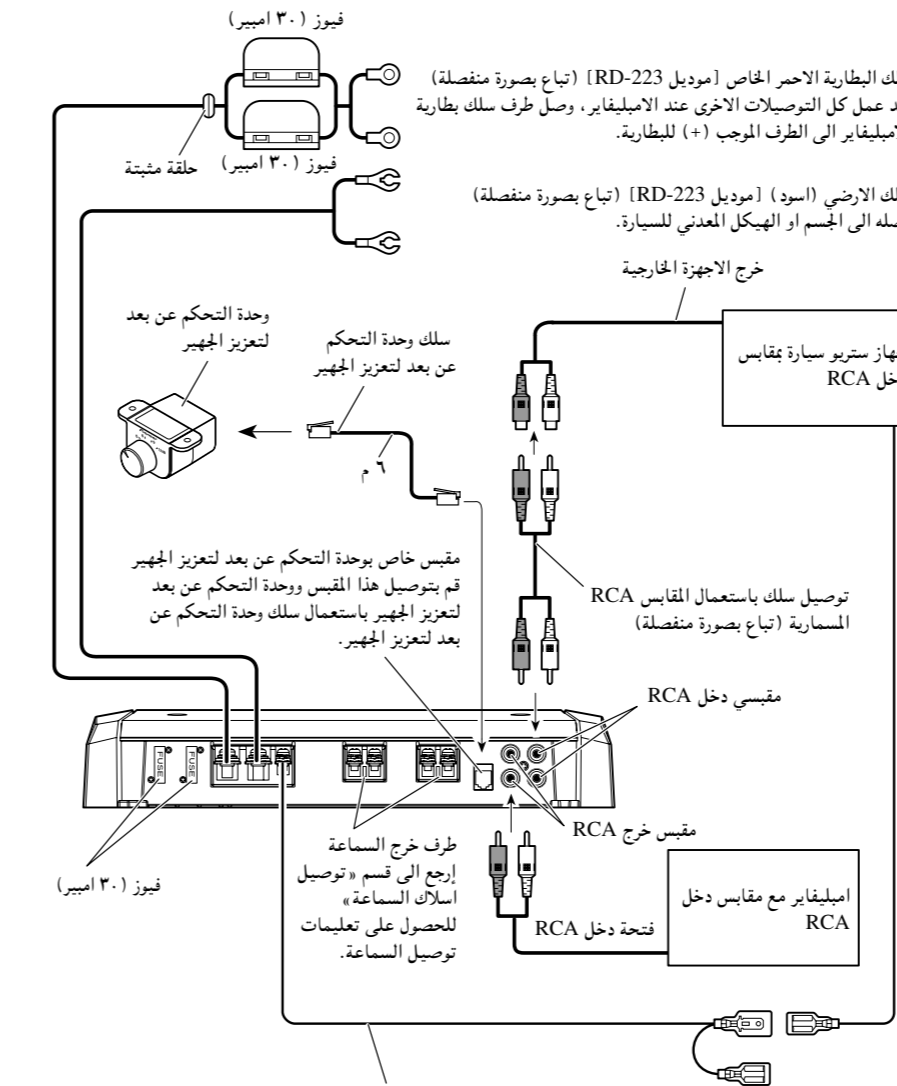 فيوز (٣٠ امبير)
البطارية الاحمر الخاص [موديل RD-223] (تباع بصورة منفصلة)
عمل كل التوصيلات الاخرى عند الامبليفاير، وصل طرف سلك بطارية
الى الطرف الموجب (+) للبطارية.
فيوز (٣٠ امبير)
حلقة مثبتة
الارضي (اسود) [موديل RD-223] (تباع بصورة منفصلة)
الى الجسم او الهيكل المعدني للسيارة.
خرج الاجهزة الخارجية
وحدة التحكم عن بعد
لتعزيز الجهير
سلك وحدة التحكم
عن بعد لتعزيز الجهير
ستريو سيارة بمقابس
RCA
٦ م
مقبس خاص بوحدة التحكم عن بعد لتعزيز الجهير
قم بتوصيل هذا المقبس ووحدة التحكم عن بعد
لتعزيز الجهير باستعمال سلك وحدة التحكم عن
بعد لتعزيز الجهير.
توصيل سلك باستعمال المقابس RCA
المسمارية (تباع بصورة منفصلة)
مقبسي دخل RCA
FUSE
FUSE
مقبس خرج RCA
فيوز (٣٠ امبير)
طرف خرج السماعة
إرجع الى قسم «توصيل
اسلاك السماعة»
للحصول على تعليمات
توصيل السماعة.
امبليفاير مع مقابس دخل
RCA
فتحة دخل RCA